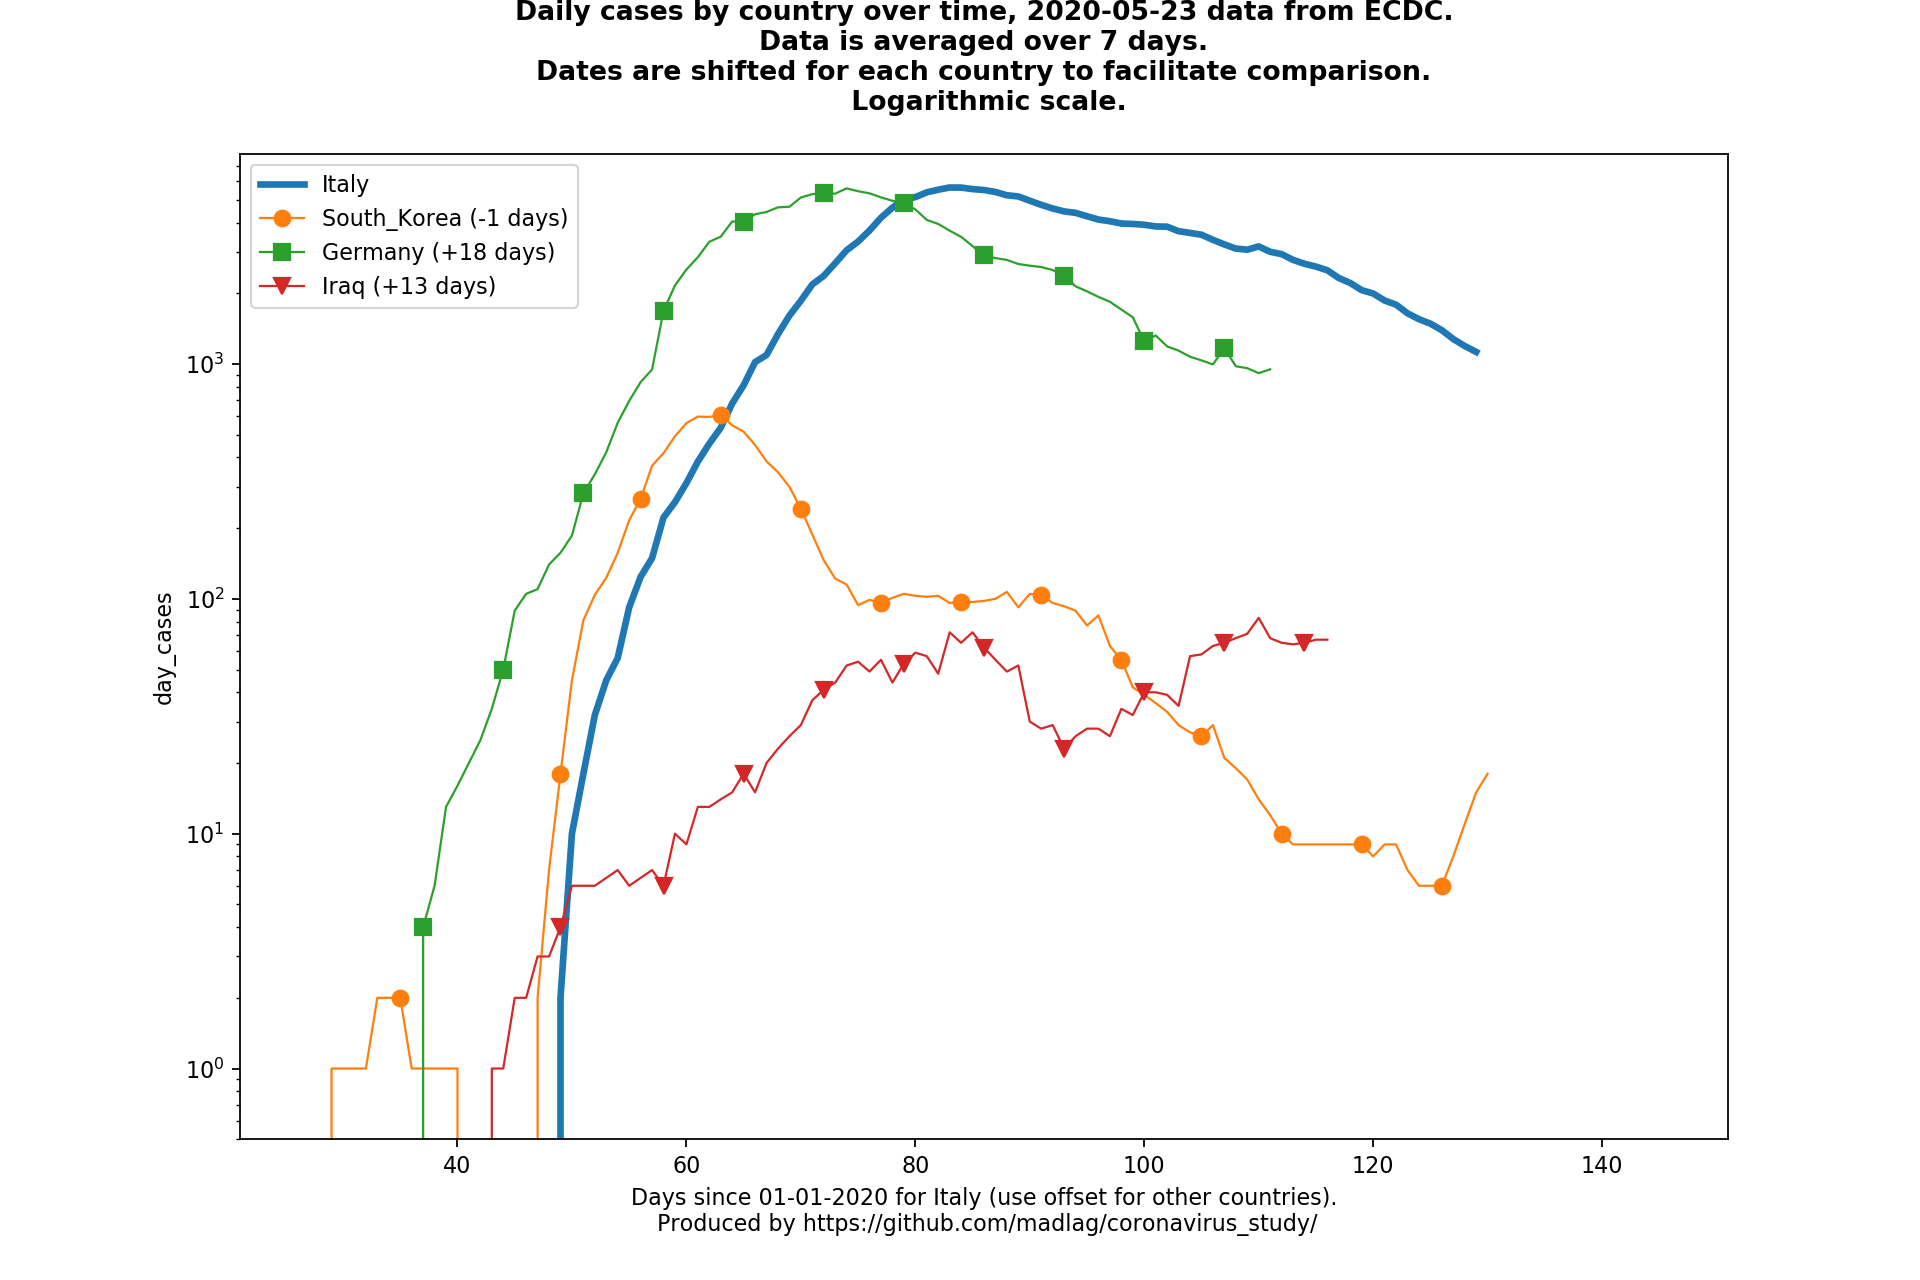 Daily cases by country over time, 2020-05-23 data from ECDC.
Data is averaged over 7 days.
Dates are shifted for each country to facilitate comparison.
Logarithmic scale.
Italy
South_Korea (-1 days)
Germany (+18 days)
Iraq (+13 days)
day_cases
10³
10²
10¹
10⁰
40 60 80 100 120 140
Days since 01-01-2020 for Italy (use offset for other countries).
Produced by https://github.com/madlag/coronavirus_study/